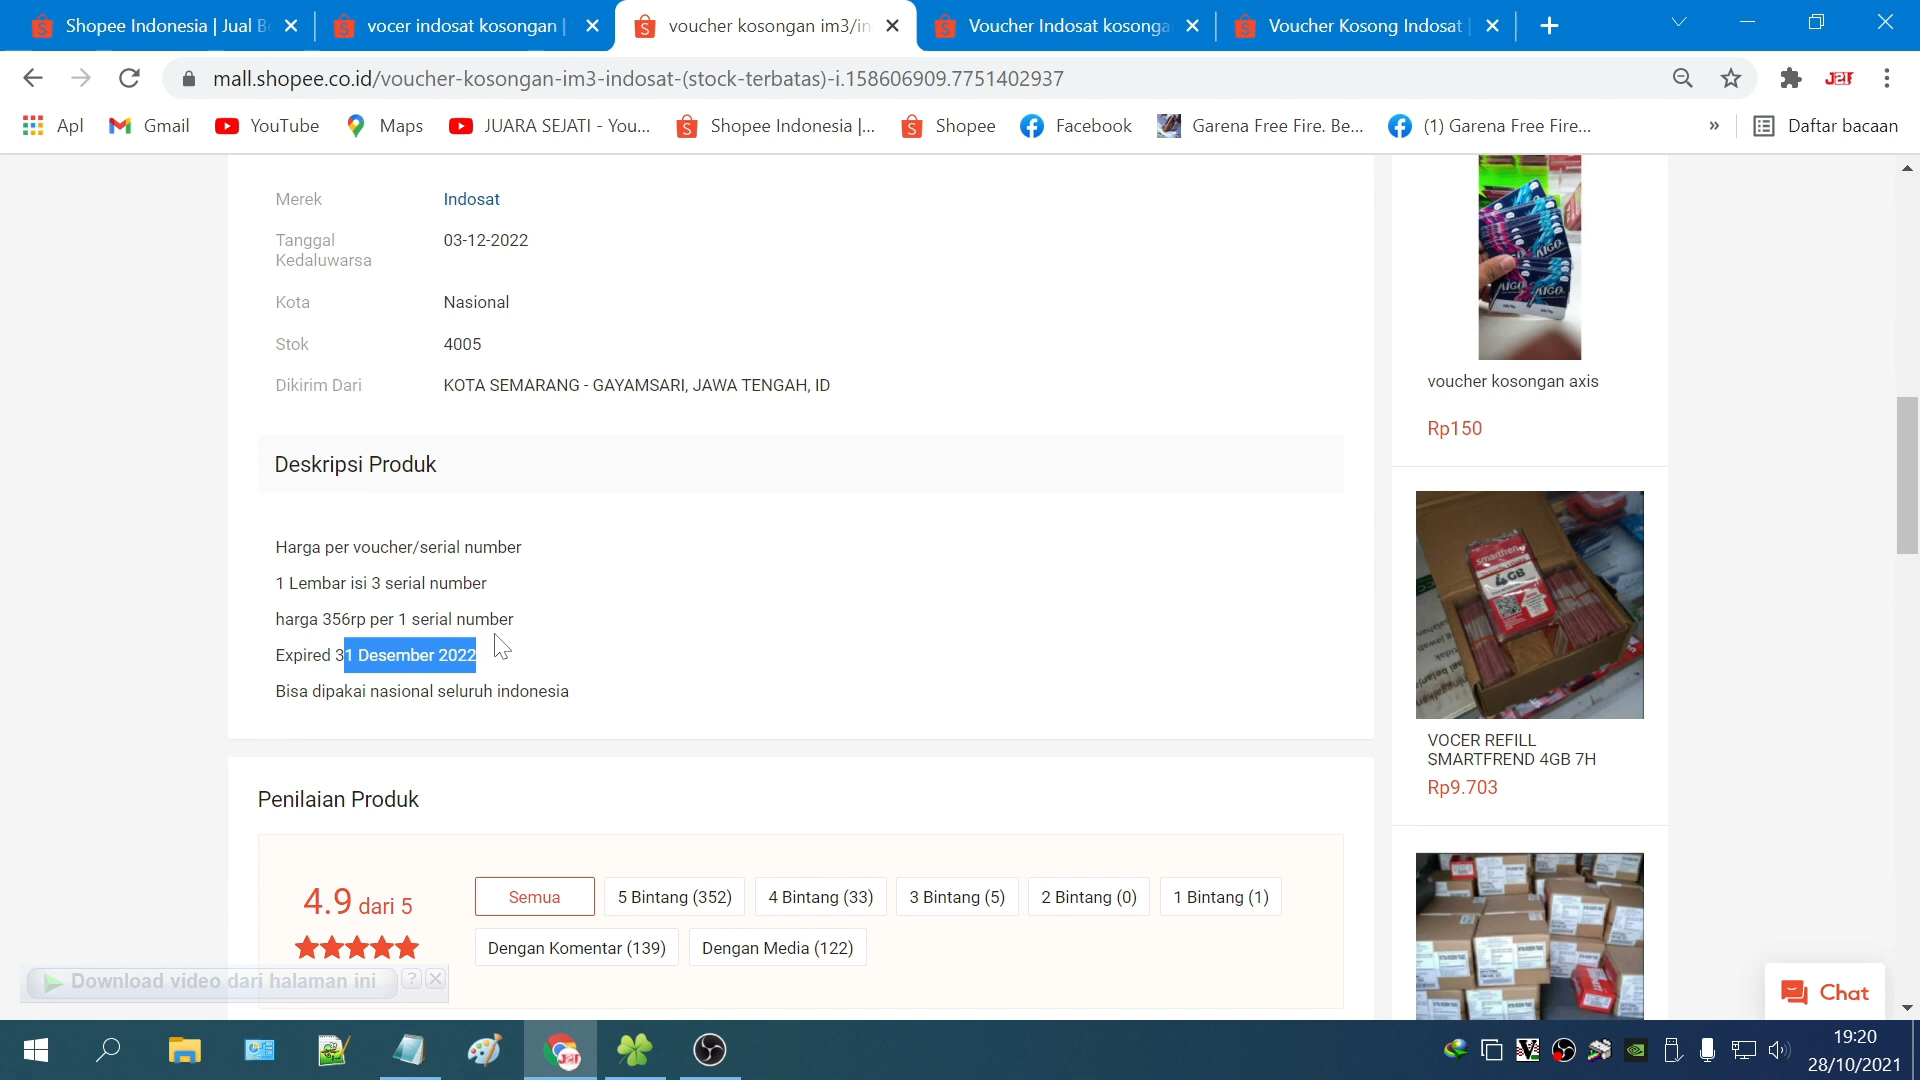 Shopee Indonesia | Jual Be
vocer indosat kosongan |
voucher kosongan im3/in
Voucher Indosat kosonga
Voucher Kosong Indosat |
mall.shopee.co.id/voucher-kosongan-im3-indosat-(stock-terbatas)-i.158606909.7751402937
Apl
Gmail
YouTube
Maps
JUARA SEJATI - You...
Shopee Indonesia |...
Shopee
Facebook
Garena Free Fire. Be...
(1) Garena Free Fire...
»
Daftar bacaan
Merek
Indosat
Tanggal Kedaluwarsa
03-12-2022
Kota
Nasional
Stok
4005
Dikirim Dari
KOTA SEMARANG - GAYAMSARI, JAWA TENGAH, ID
Deskripsi Produk
Harga per voucher/serial number
1 Lembar isi 3 serial number
harga 356rp per 1 serial number
Expired 31 Desember 2022
Bisa dipakai nasional seluruh indonesia
Penilaian Produk
4.9 dari 5
Semua
5 Bintang (352)
4 Bintang (33)
3 Bintang (5)
2 Bintang (0)
1 Bintang (1)
Dengan Komentar (139)
Dengan Media (122)
Download video dari halaman ini
?
AIGO
AIGO
AIGO
voucher kosongan axis
Rp150
smartfren
4GB
VOCER REFILL
SMARTFREND 4GB 7H
Rp9.703
Chat
19:20
28/10/2021